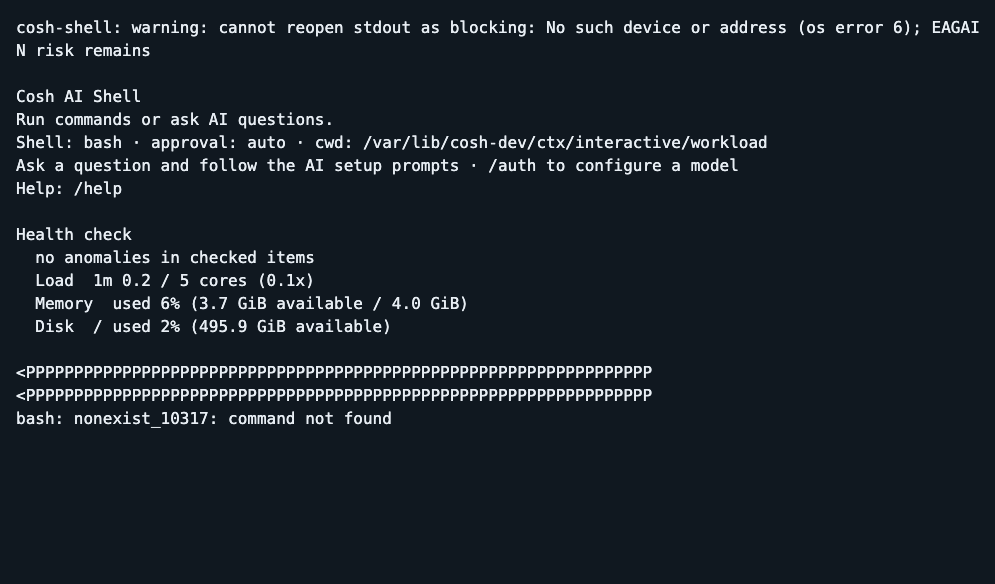 cosh-shell: warning: cannot reopen stdout as blocking: No such device or address (os error 6); EAGAI
N risk remains
Cosh AI Shell
Run commands or ask AI questions.
Shell: bash · approval: auto · cwd: /var/lib/cosh-dev/ctx/interactive/workload
Ask a question and follow the AI setup prompts · /auth to configure a model
Help: /help
Health check
no anomalies in checked items
Load  1m 0.2 / 5 cores (0.1x)
Memory  used 6% (3.7 GiB available / 4.0 GiB)
Disk  / used 2% (495.9 GiB available)
<PPPPPPPPPPPPPPPPPPPPPPPPPPPPPPPPPPPPPPPPPPPPPPPPPPPPPPPPPPPPPPPPP
<PPPPPPPPPPPPPPPPPPPPPPPPPPPPPPPPPPPPPPPPPPPPPPPPPPPPPPPPPPPPPPPPP
bash: nonexist_10317: command not found